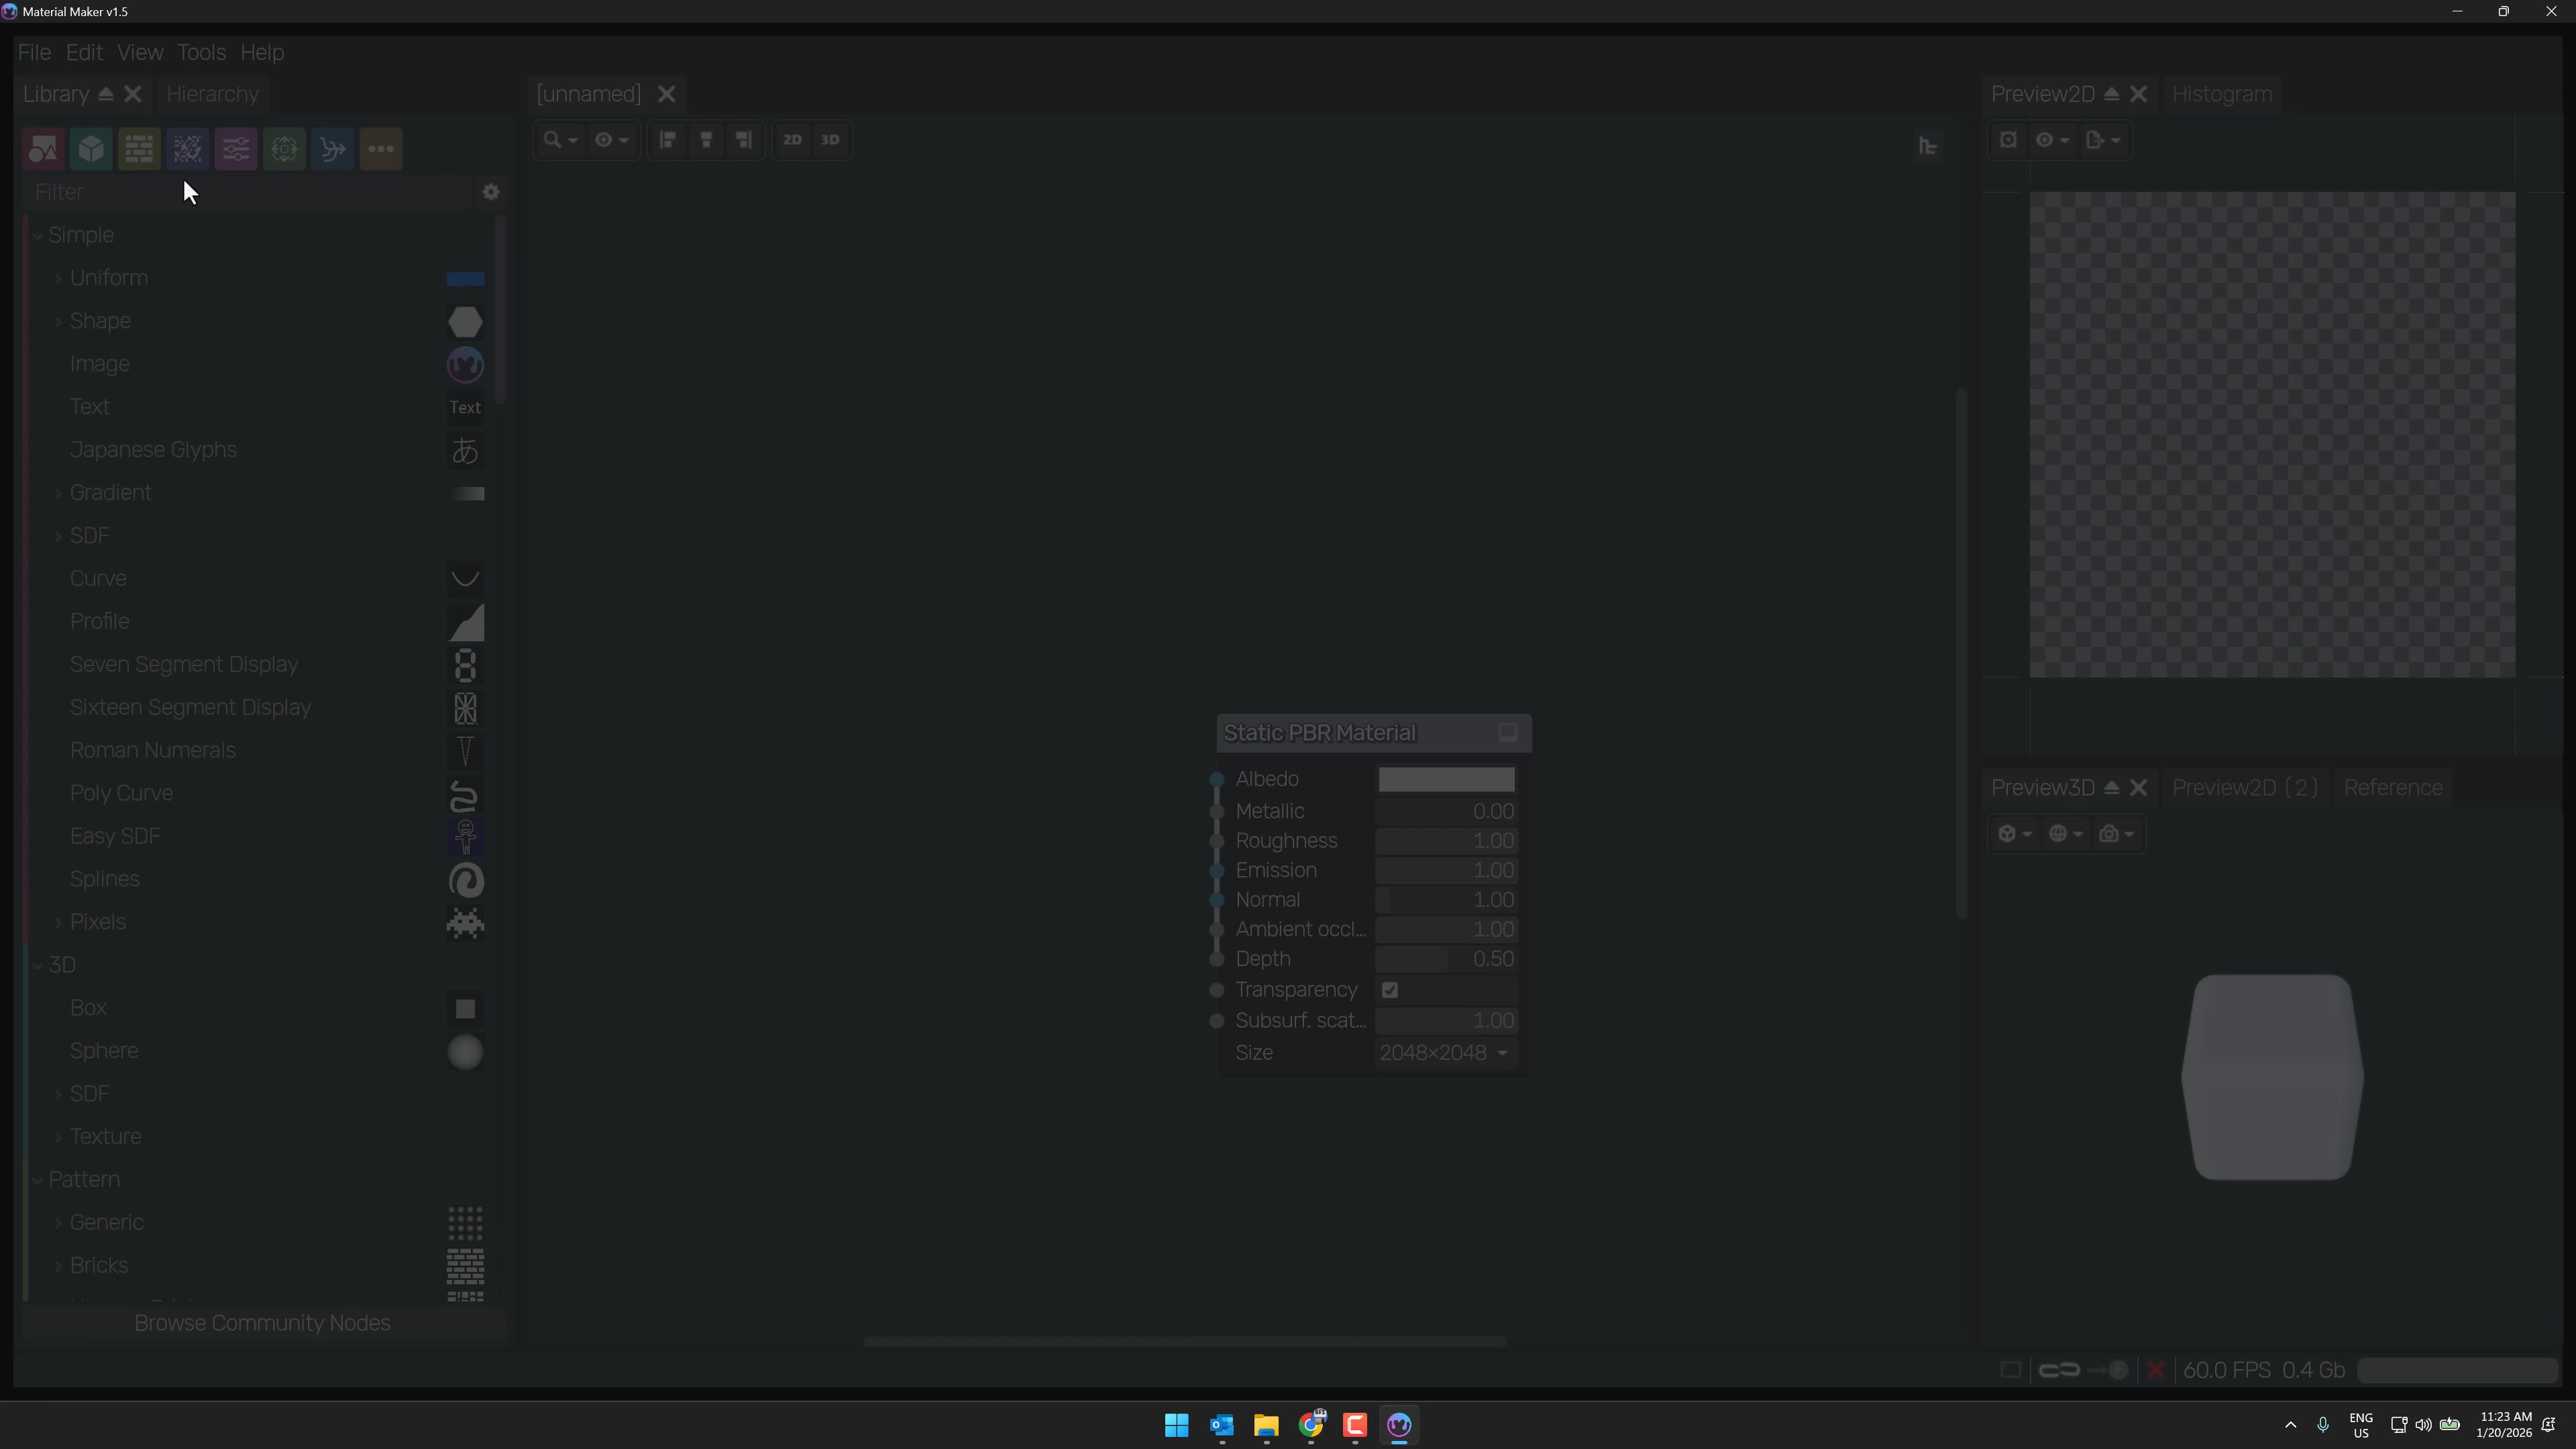 Material Maker v1.5
File Edit View Tools Help
Library Hierarchy
[unnamed]
Preview2D Histogram
2D 3D
Filter
Simple
Uniform
Shape
Image
Text Text
Japanese Glyphs あ
Gradient
SDF
Curve
Profile
Seven Segment Display
Sixteen Segment Display
Roman Numerals
Poly Curve
Easy SDF
Splines
Pixels
3D
Box
Sphere
SDF
Texture
Pattern
Generic
Bricks
Browse Community Nodes
Static PBR Material
Albedo
Metallic 0.00
Roughness 1.00
Emission 1.00
Normal 1.00
Ambient occl... 1.00
Depth 0.50
Transparency
Subsurf. scat... 1.00
Size 2048×2048
Preview3D Preview2D (2) Reference
60.0 FPS 0.4 Gb
ENG
US
11:23 AM
1/20/2026